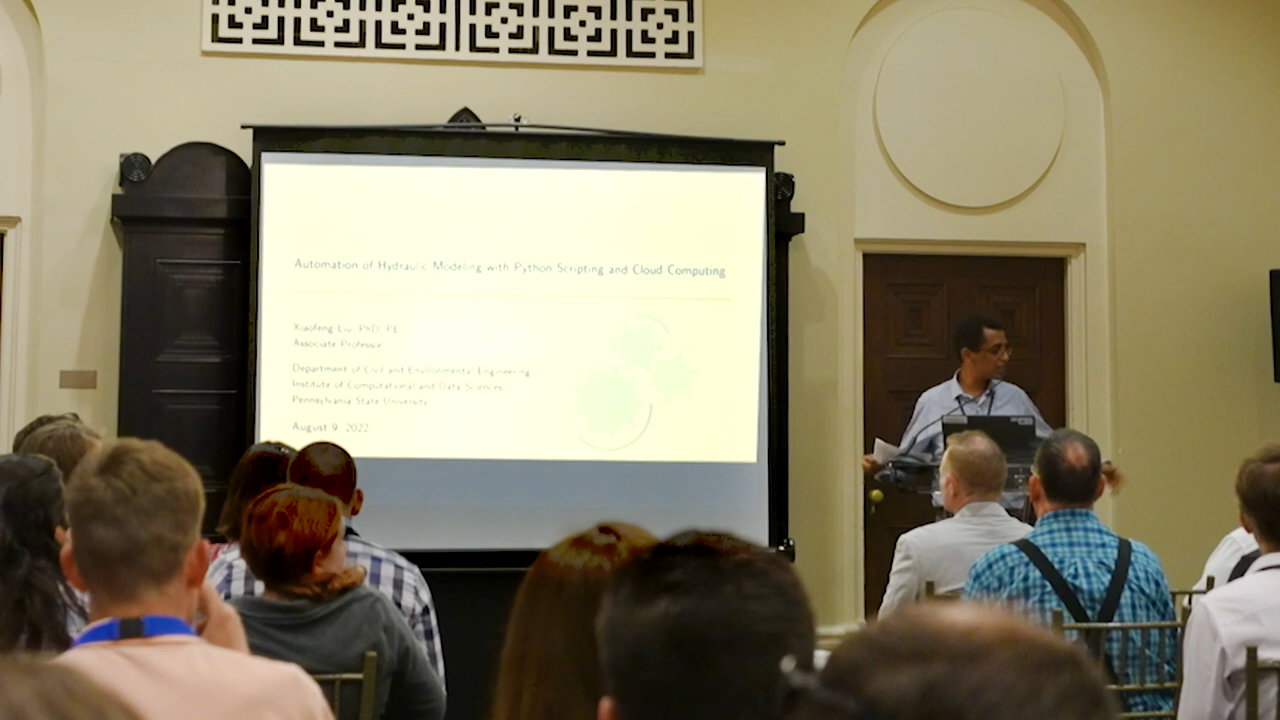 Automation of Hydraulic Modeling with Python Scripting and Cloud Computing
Xiaofeng Liu, PhD, PE
Associate Professor
Department of Civil and Environmental Engineering
Institute of Computational and Data Sciences
Pennsylvania State University
August 9, 2022